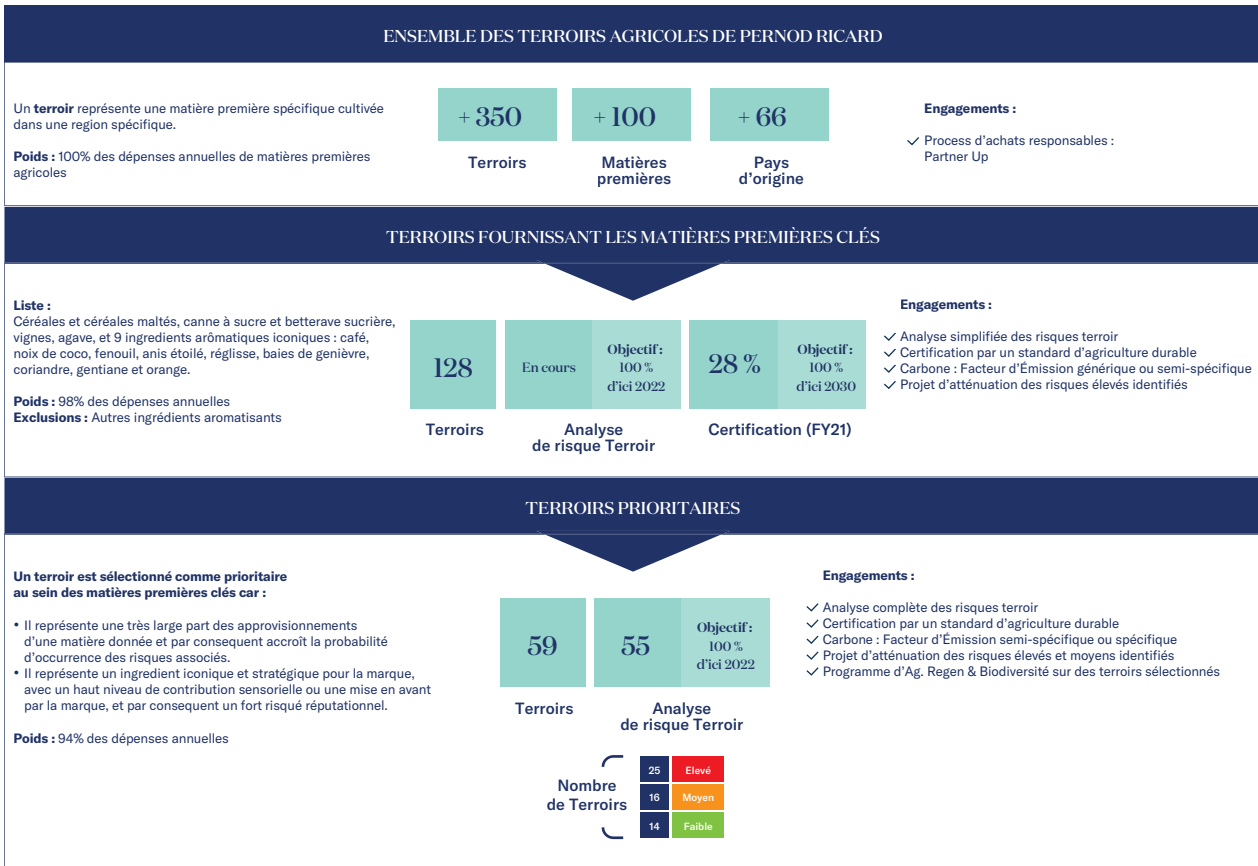 ENSEMBLE DES TERROIRS AGRICOLES DE PERNOD RICARD
Un terroir représente une matière première spécifique cultivée
dans une region spécifique.
Poids : 100% des dépenses annuelles de matières premières
agricoles
+ 350
Terroirs
+ 100
Matières
premières
+ 66
Pays
d'origine
Engagements :
✓ Process d'achats responsables :
Partner Up
TERROIRS FOURNISSANT LES MATIÈRES PREMIÈRES CLÉS
Liste :
Céréales et céréales maltés, canne à sucre et betterave sucrière,
vignes, agave, et 9 ingredients arômatiques iconiques : café,
noix de coco, fenouil, anis étoilé, réglisse, baies de genièvre,
coriandre, gentiane et orange.
Poids : 98% des dépenses annuelles
Exclusions : Autres ingrédients aromatisants
128
Terroirs
En cours
Objectif :
100 %
d'ici 2022
Analyse
de risque Terroir
28 %
Objectif :
100 %
d'ici 2030
Certification (FY21)
Engagements :
✓ Analyse simplifiée des risques terroir
✓ Certification par un standard d'agriculture durable
✓ Carbone : Facteur d'Émission générique ou semi-spécifique
✓ Projet d'atténuation des risques élevés identifiés
TERROIRS PRIORITAIRES
Un terroir est sélectionné comme prioritaire
au sein des matières premières clés car :
• Il représente une très large part des approvisionnements
d'une matière donnée et par consequent accroît la probabilité
d'occurrence des risques associés.
• Il représente un ingredient iconique et stratégique pour la marque,
avec un haut niveau de contribution sensorielle ou une mise en avant
par la marque, et par consequent un fort risqué réputationnel.
Poids : 94% des dépenses annuelles
59
Terroirs
55
Objectif :
100 %
d'ici 2022
Analyse
de risque Terroir
Nombre
de Terroirs
25 Elevé
16 Moyen
14 Faible
Engagements :
✓ Analyse complète des risques terroir
✓ Certification par un standard d'agriculture durable
✓ Carbone : Facteur d'Émission semi-spécifique ou spécifique
✓ Projet d'atténuation des risques élevés et moyens identifiés
✓ Programme d'Ag. Regen & Biodiversité sur des terroirs sélectionnés